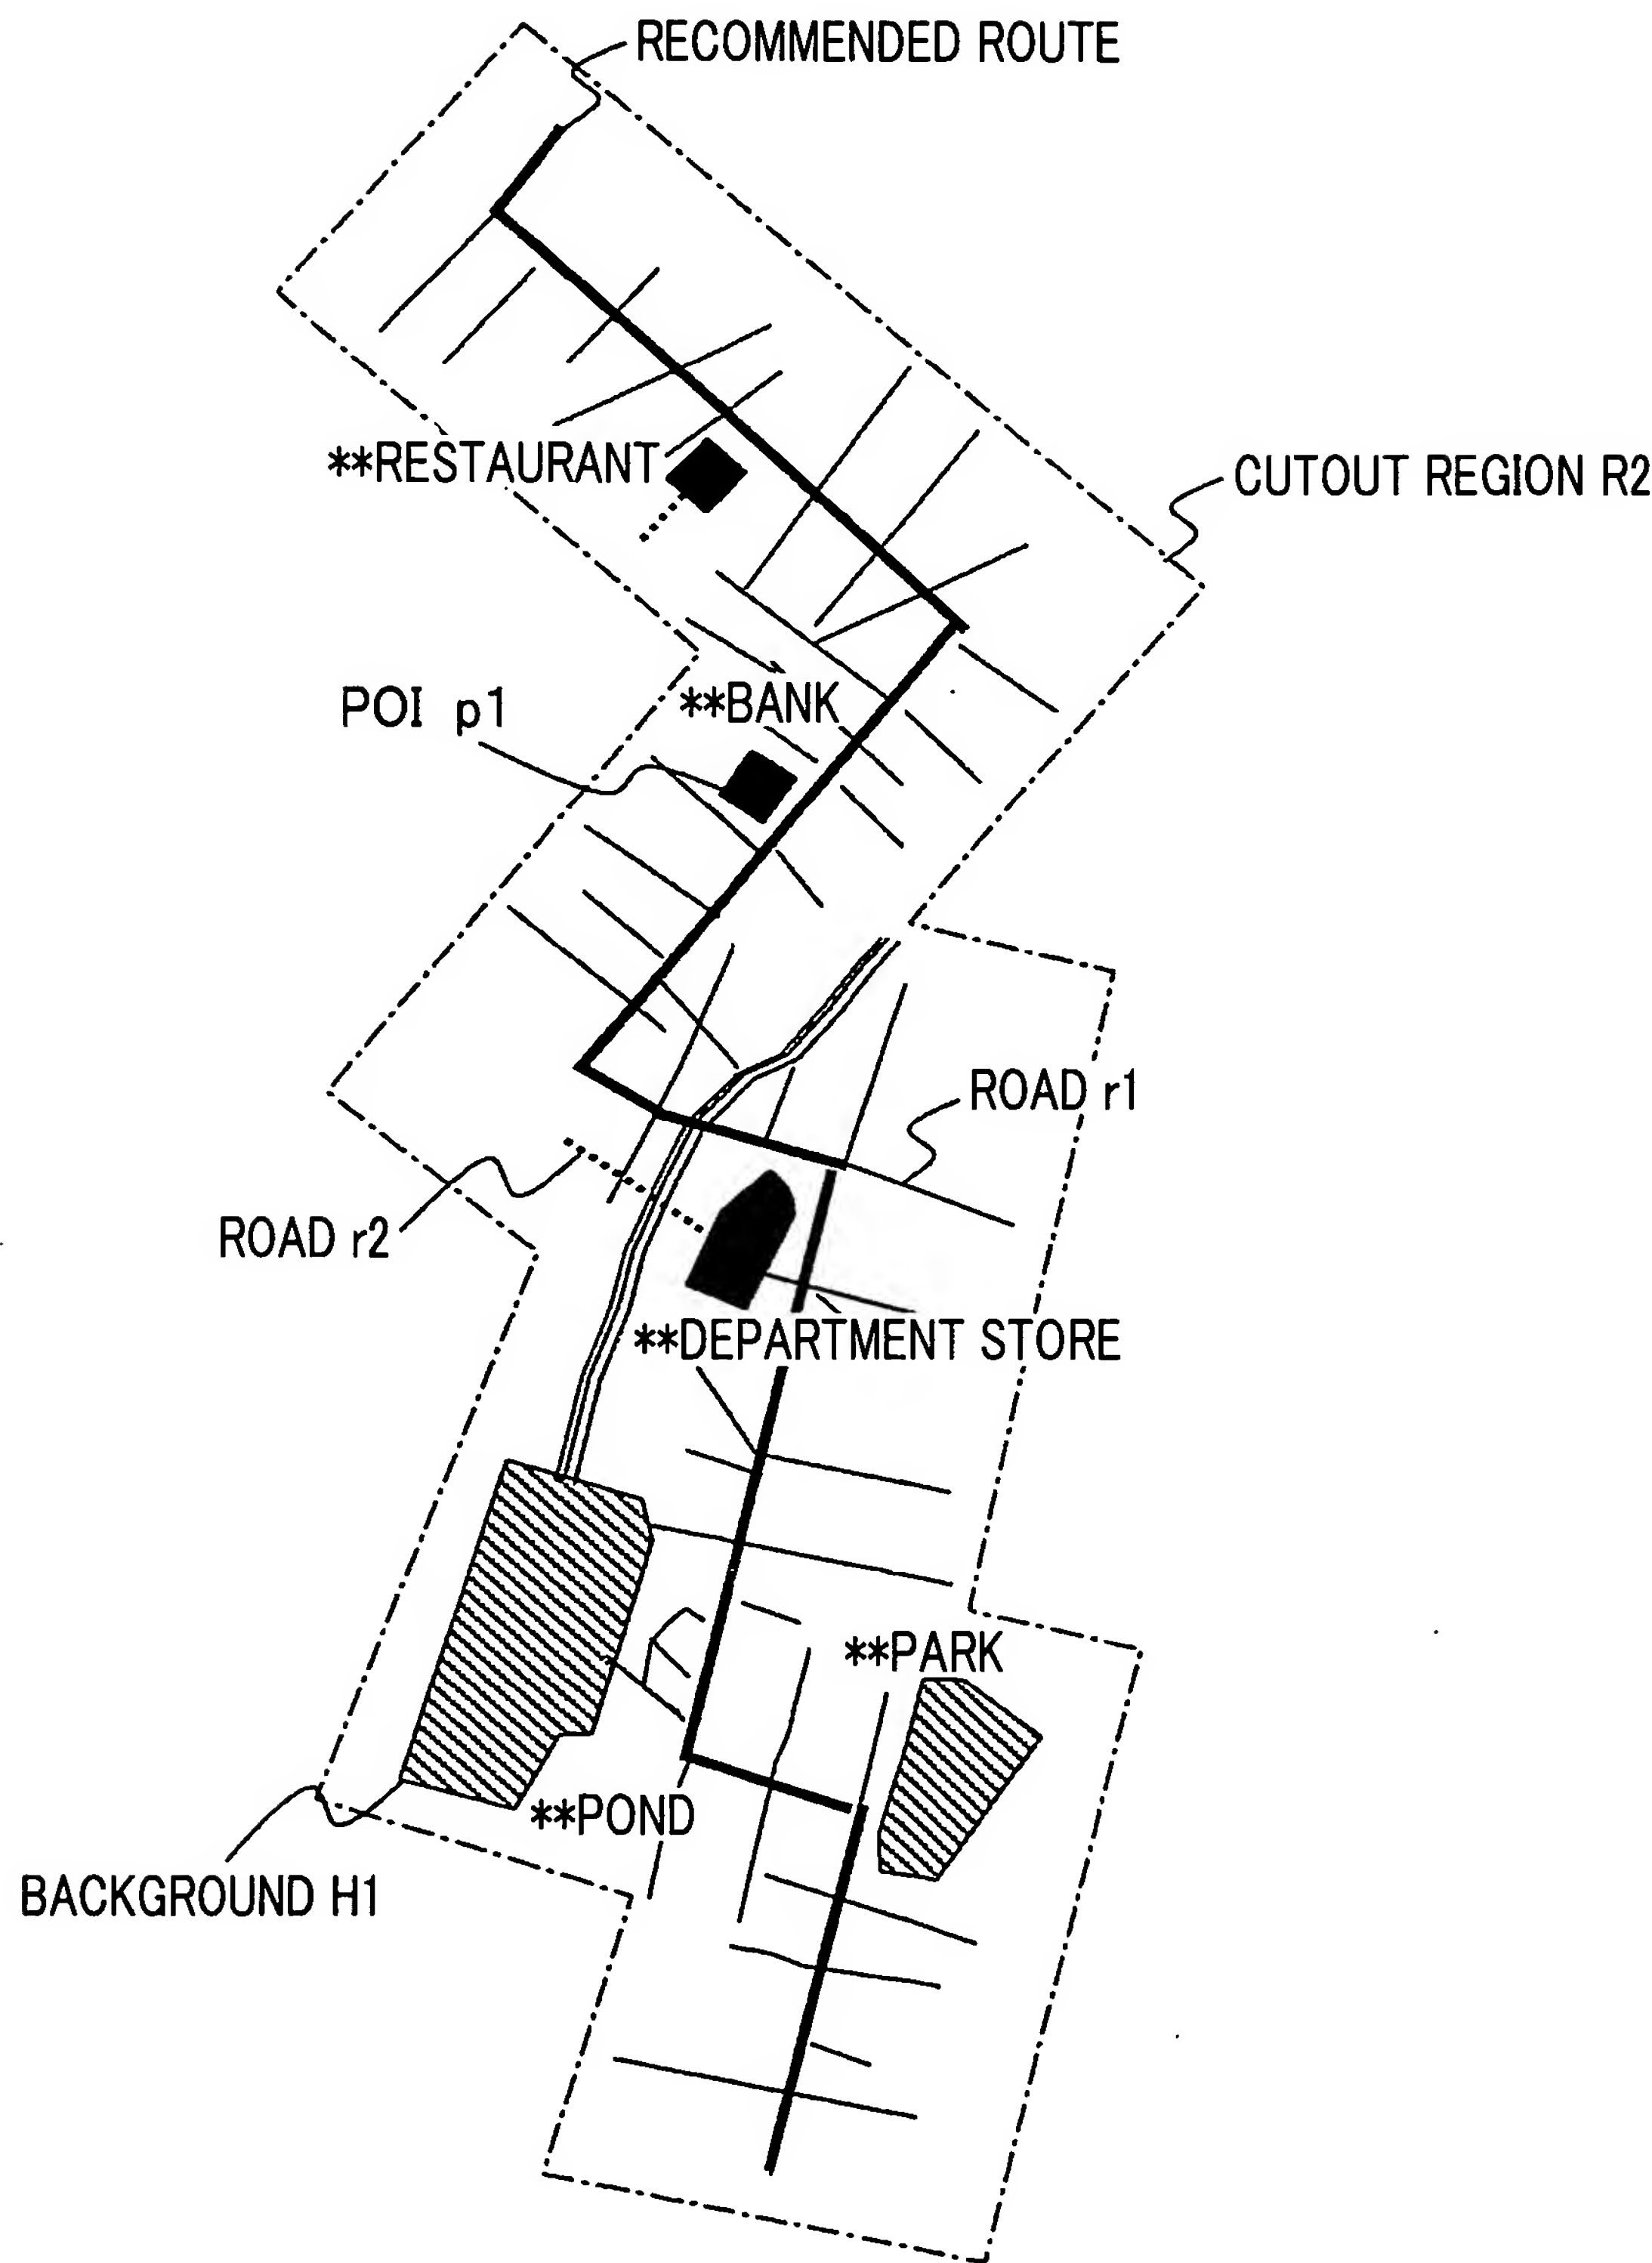 RECOMMENDED ROUTE
**RESTAURANT
CUTOUT REGION R2
POI p1
**BANK
ROAD r1
ROAD r2
**DEPARTMENT STORE
**PARK
**POND
BACKGROUND H1